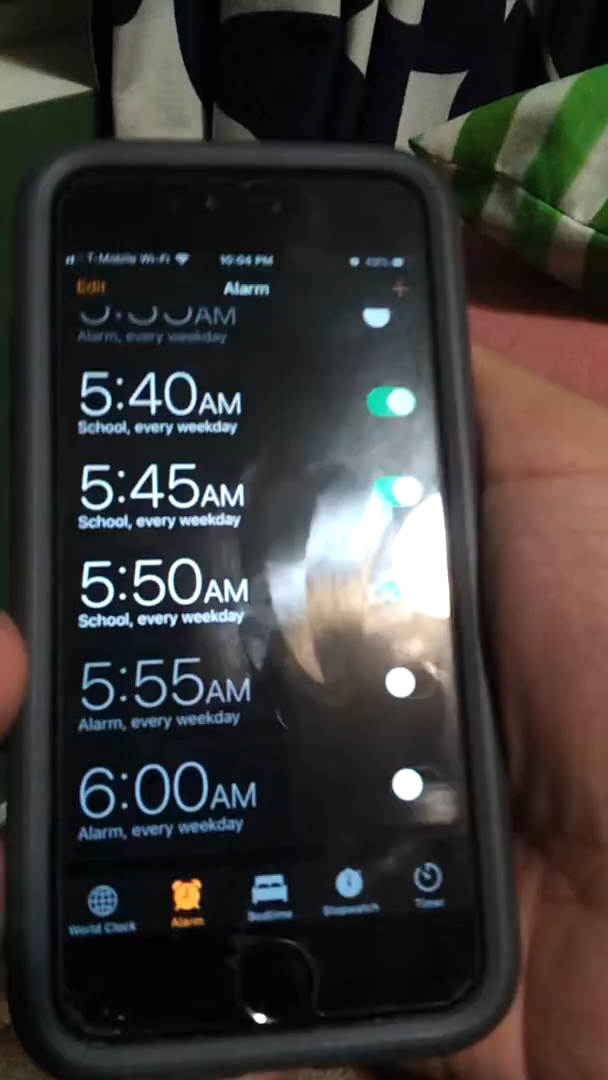 T-Mobile Wi-Fi 10:04 PM
Edit Alarm +
AM
Alarm, every weekday
5:40AM
School, every weekday
5:45AM
School, every weekday
5:50AM
School, every weekday
5:55AM
Alarm, every weekday
6:00AM
Alarm, every weekday
World Clock Alarm Bedtime Stopwatch Timer